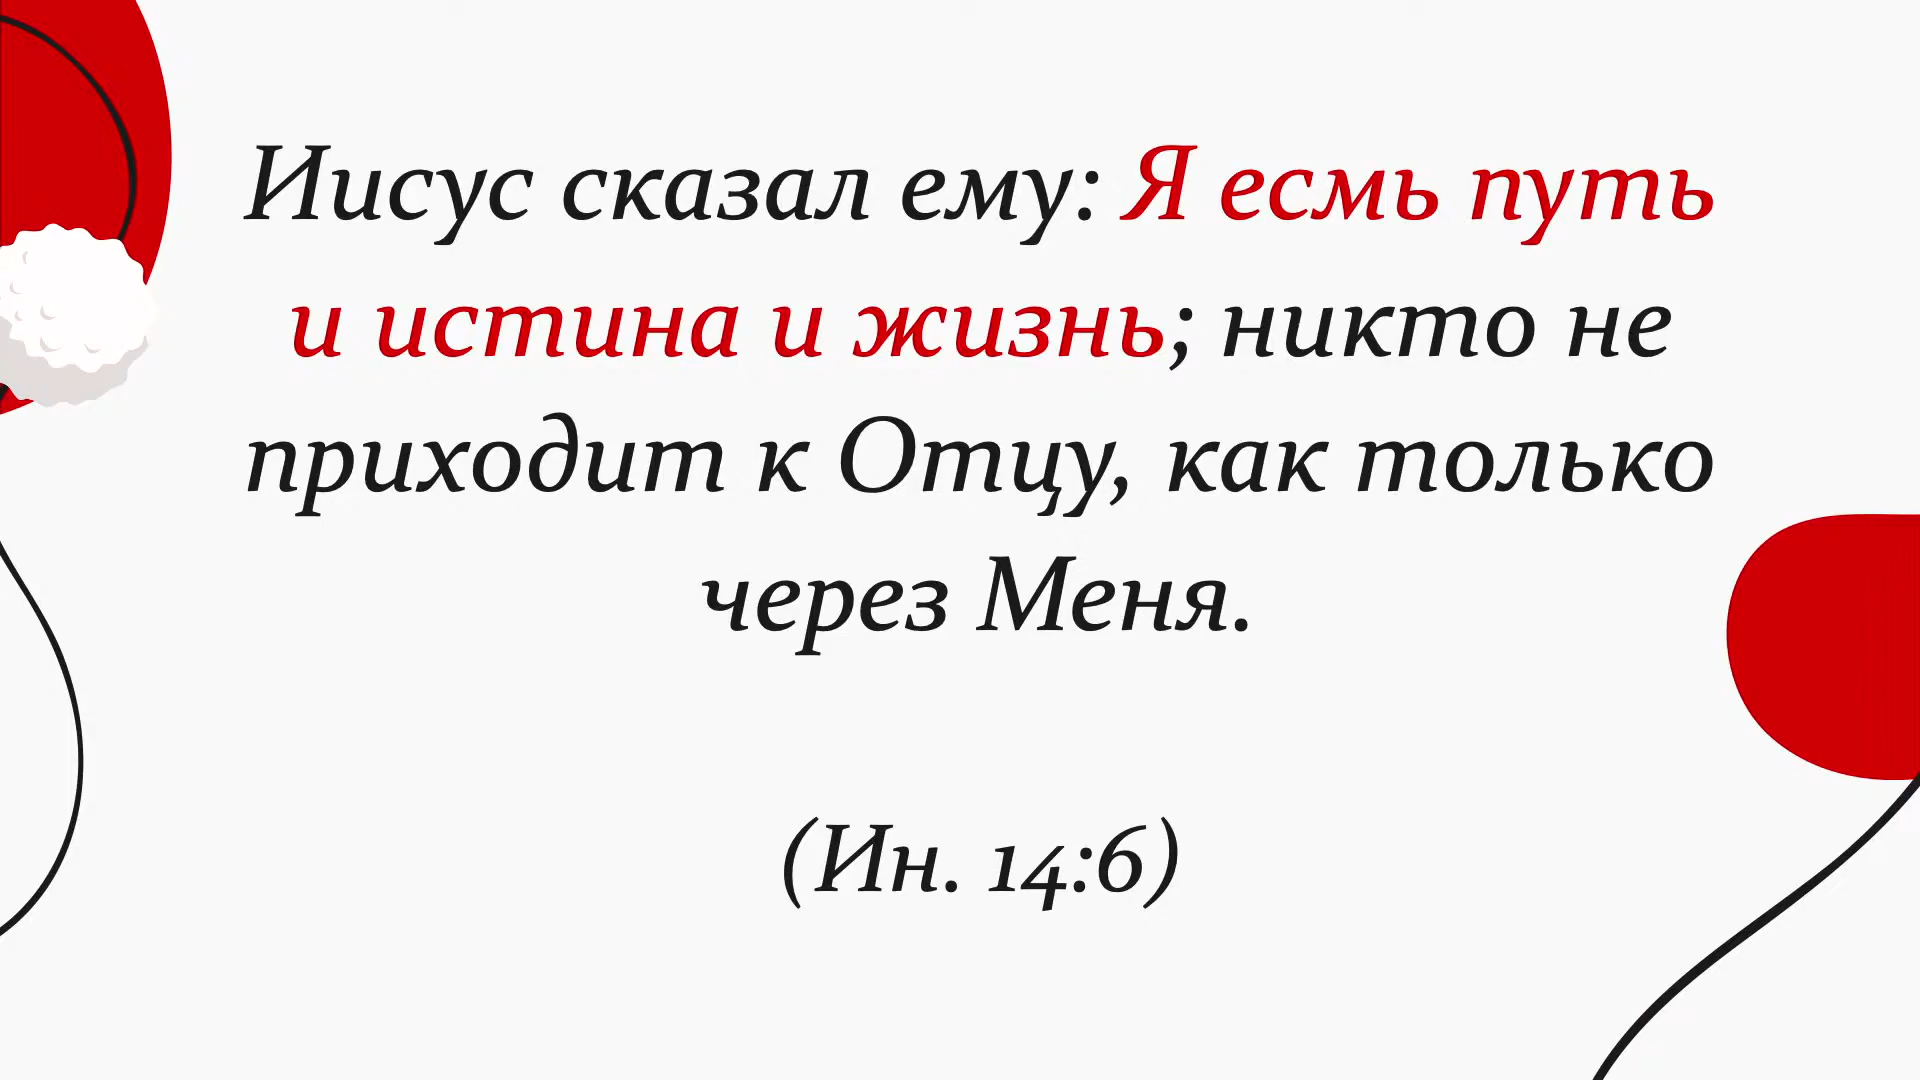 Иисус сказал ему: Я есмь путь
и истина и жизнь; никто не
приходит к Отцу, как только
через Меня.
(Ин. 14:6)